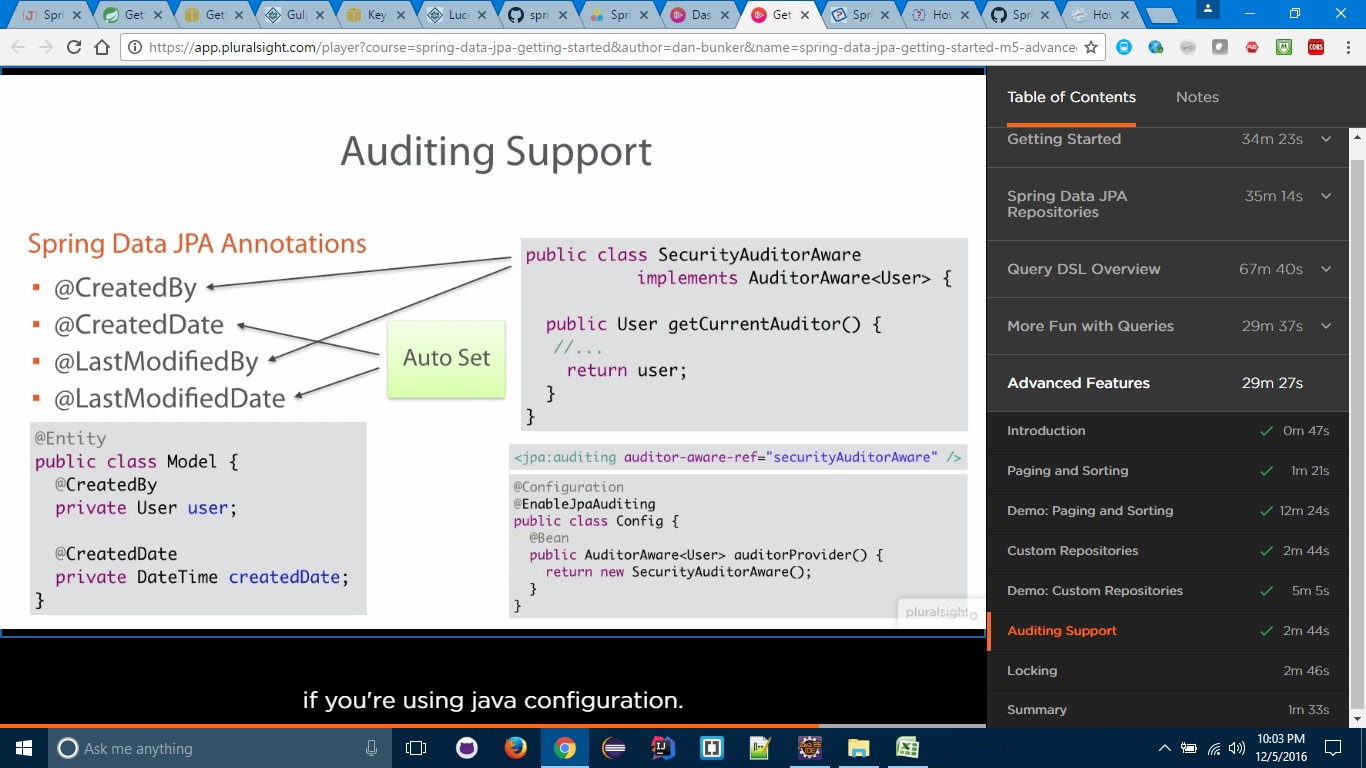 Spri
Gett
Gett
Gulp
Key
Luce
spri
Spri
Das
Get
Spri
How
Spri
How
https://app.pluralsight.com/player?course=spring-data-jpa-getting-started&author=dan-bunker&name=spring-data-jpa-getting-started-m5-advance
CORS
Auditing Support
Spring Data JPA Annotations
@CreatedBy
@CreatedDate
@LastModifiedBy
@LastModifiedDate
Auto Set
@Entity
public class Model {
@CreatedBy
private User user;
@CreatedDate
private DateTime createdDate;
}
public class SecurityAuditorAware
implements AuditorAware<User> {
public User getCurrentAuditor() {
//...
return user;
}
}
<jpa:auditing auditor-aware-ref="securityAuditorAware" />
@Configuration
@EnableJpaAuditing
public class Config {
@Bean
public AuditorAware<User> auditorProvider() {
return new SecurityAuditorAware();
}
}
pluralsight
if you're using java configuration.
Table of Contents Notes
Getting Started 34m 23s
Spring Data JPA 35m 14s
Repositories
Query DSL Overview 67m 40s
More Fun with Queries 29m 37s
Advanced Features 29m 27s
Introduction 0m 47s
Paging and Sorting 1m 21s
Demo: Paging and Sorting 12m 24s
Custom Repositories 2m 44s
Demo: Custom Repositories 5m 5s
Auditing Support 2m 44s
Locking 2m 46s
Summary 1m 33s
Ask me anything
10:03 PM
12/5/2016